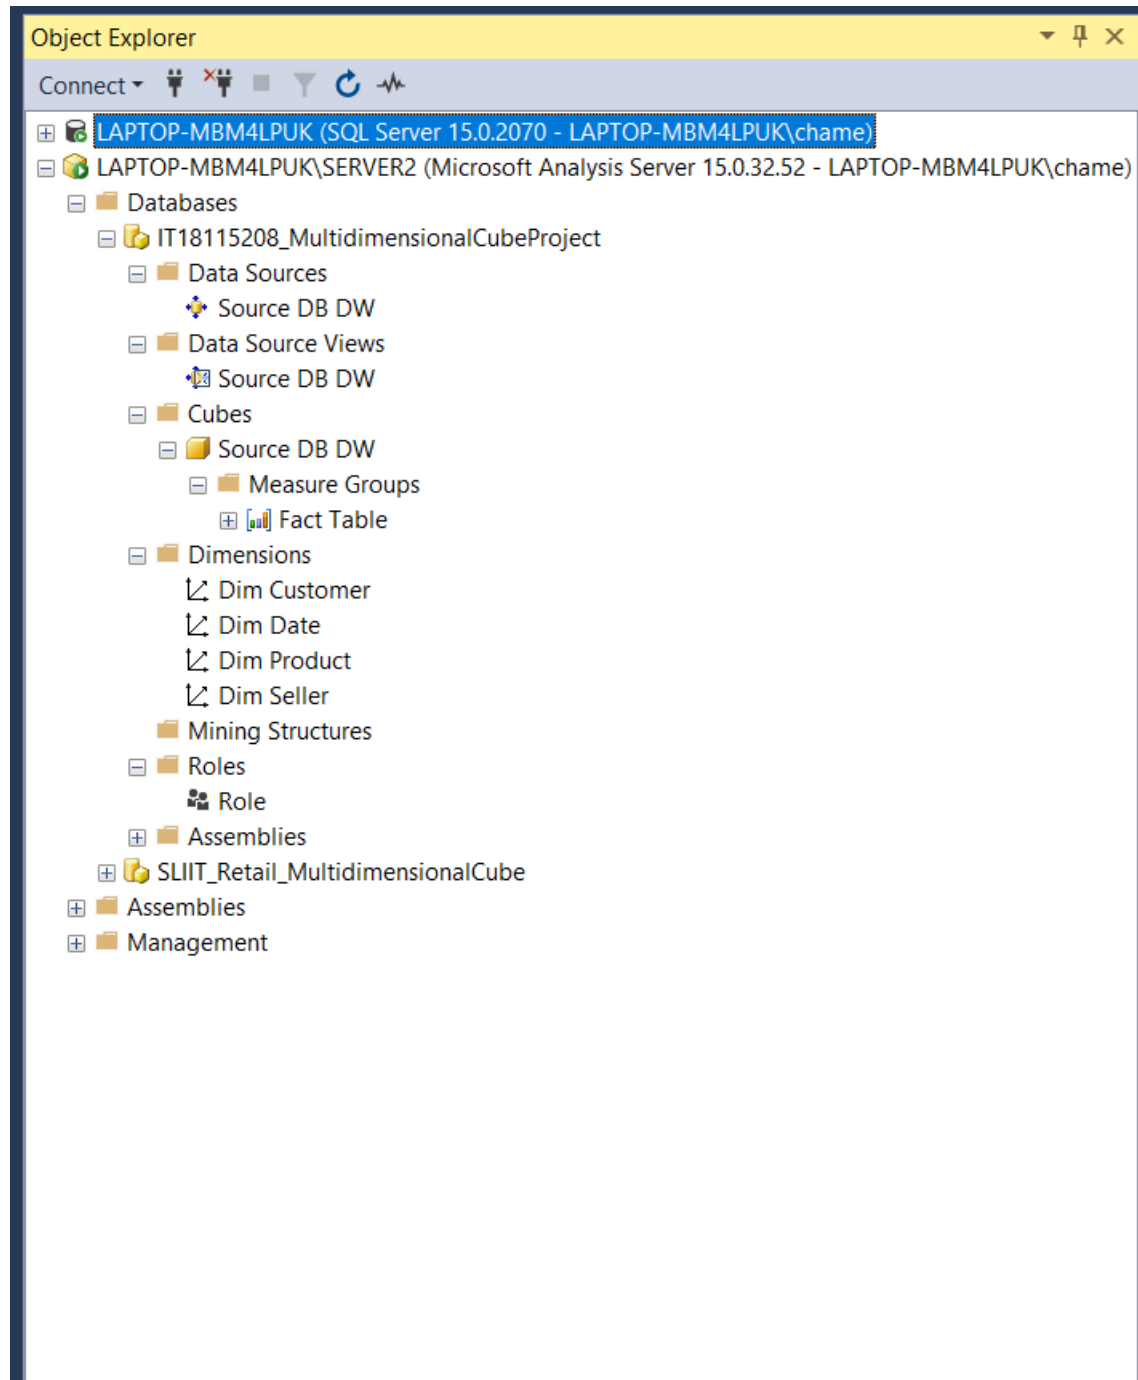 Object Explorer
Connect
LAPTOP-MBM4LPUK (SQL Server 15.0.2070 - LAPTOP-MBM4LPUK\chame)
LAPTOP-MBM4LPUK\SERVER2 (Microsoft Analysis Server 15.0.32.52 - LAPTOP-MBM4LPUK\chame)
Databases
IT18115208_MultidimensionalCubeProject
Data Sources
Source DB DW
Data Source Views
Source DB DW
Cubes
Source DB DW
Measure Groups
Fact Table
Dimensions
Dim Customer
Dim Date
Dim Product
Dim Seller
Mining Structures
Roles
Role
Assemblies
SLIIT_Retail_MultidimensionalCube
Assemblies
Management